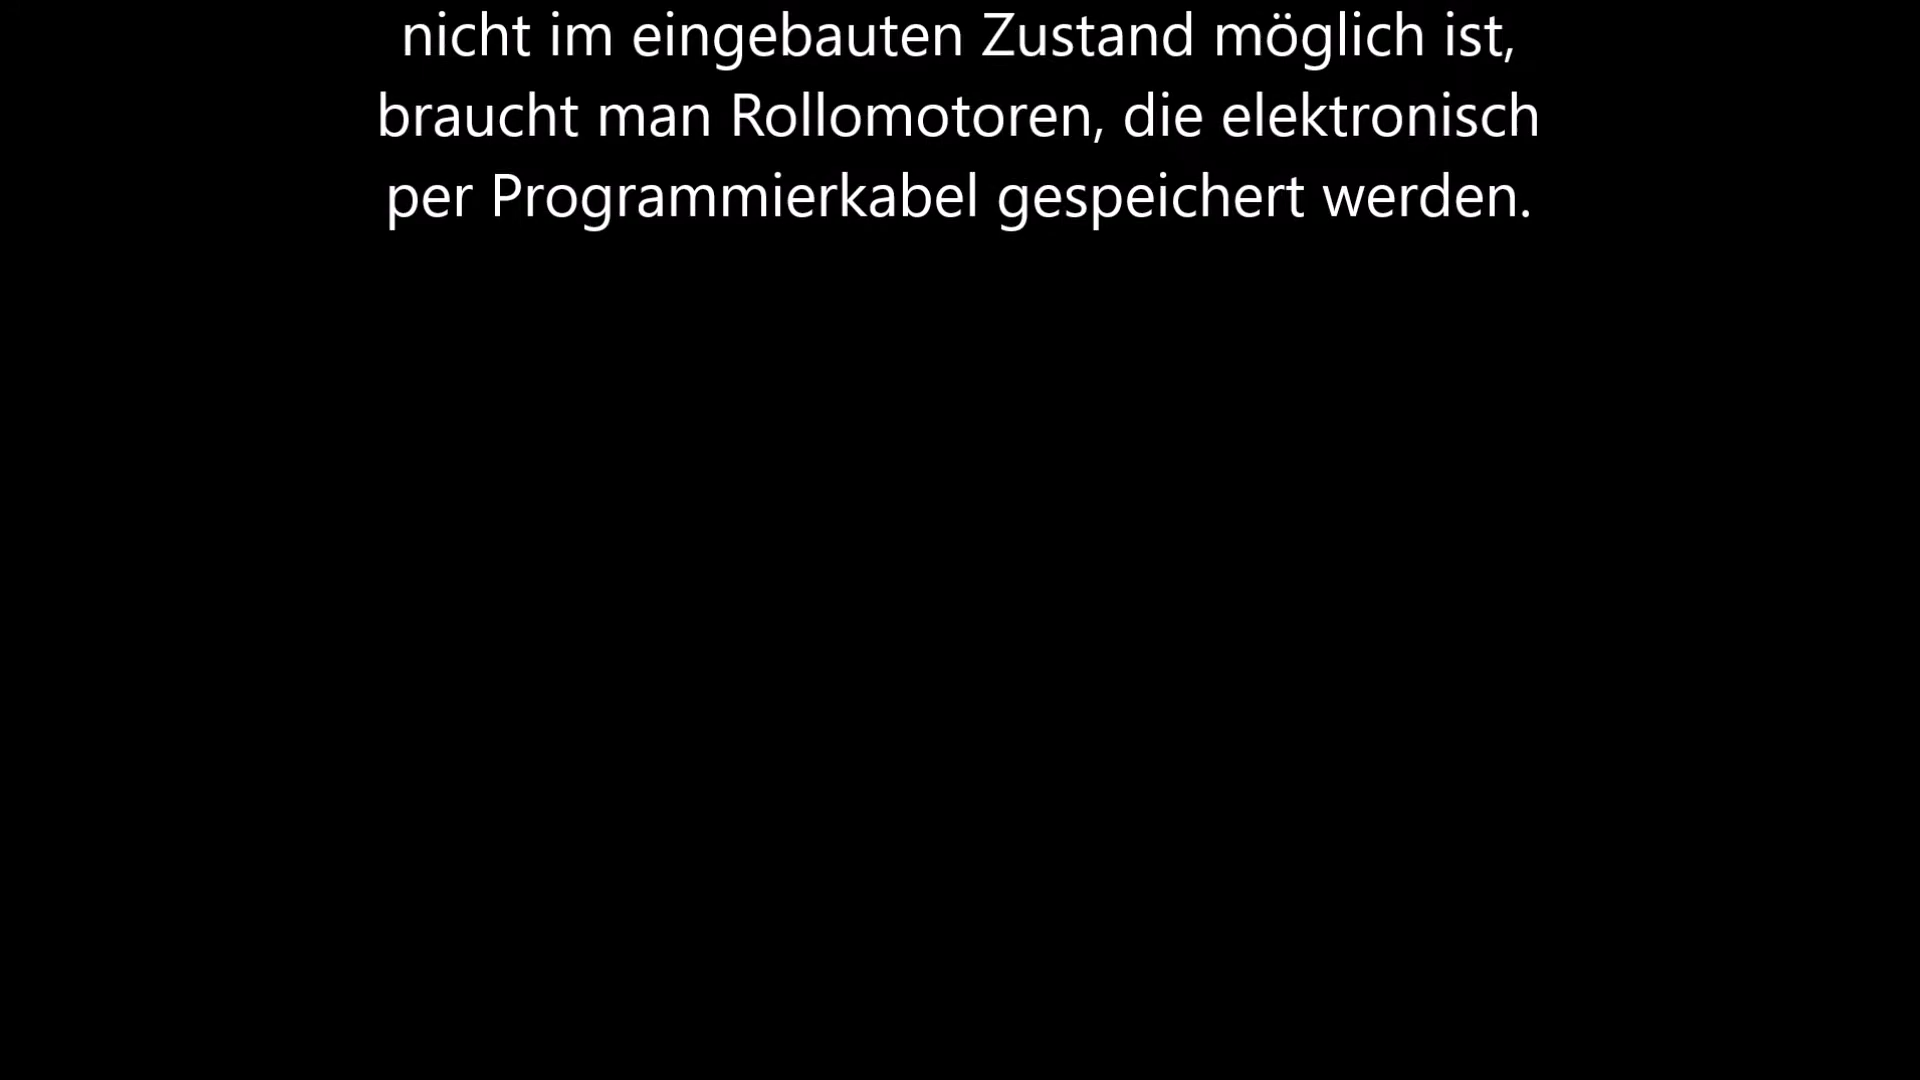 nicht im eingebauten Zustand möglich ist,
braucht man Rollomotoren, die elektronisch
per Programmierkabel gespeichert werden.